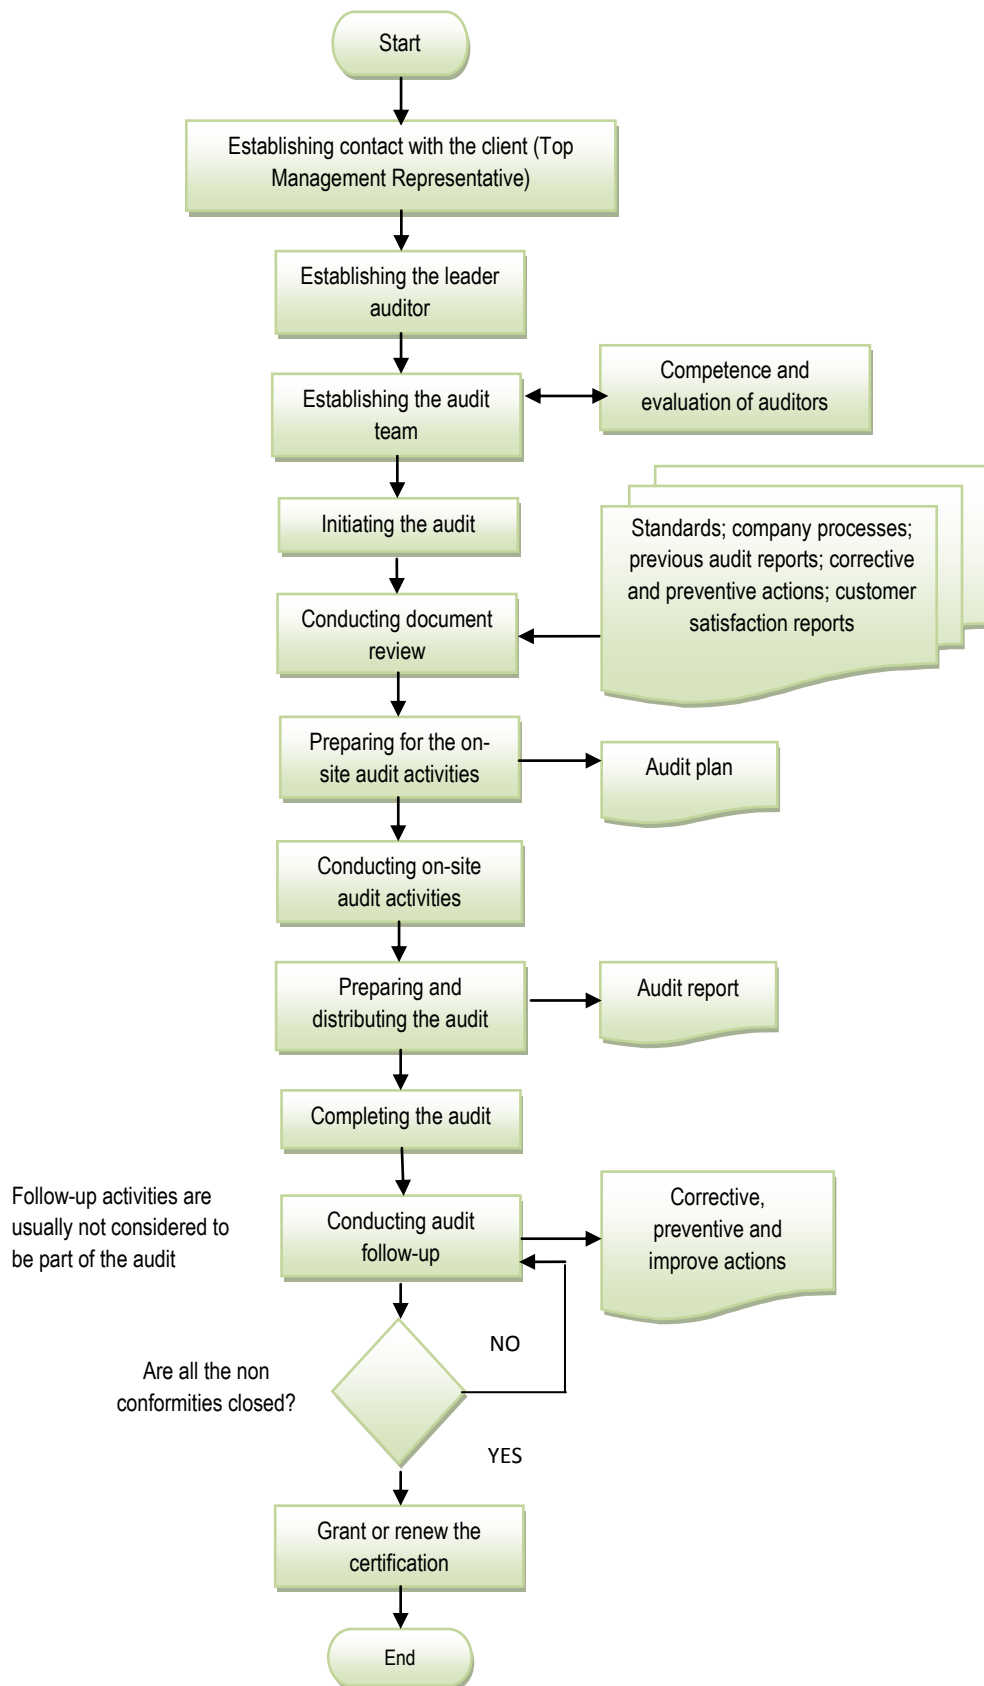 Start
Establishing contact with the client (Top
Management Representative)
Establishing the leader
auditor
Establishing the audit
team
Competence and
evaluation of auditors
Initiating the audit
Standards; company processes;
previous audit reports; corrective
and preventive actions; customer
satisfaction reports
Conducting document
review
Preparing for the on-
site audit activities
Audit plan
Conducting on-site
audit activities
Preparing and
distributing the audit
Audit report
Completing the audit
Follow-up activities are
usually not considered to
be part of the audit
Conducting audit
follow-up
Corrective,
preventive and
improve actions
NO
Are all the non
conformities closed?
YES
Grant or renew the
certification
End